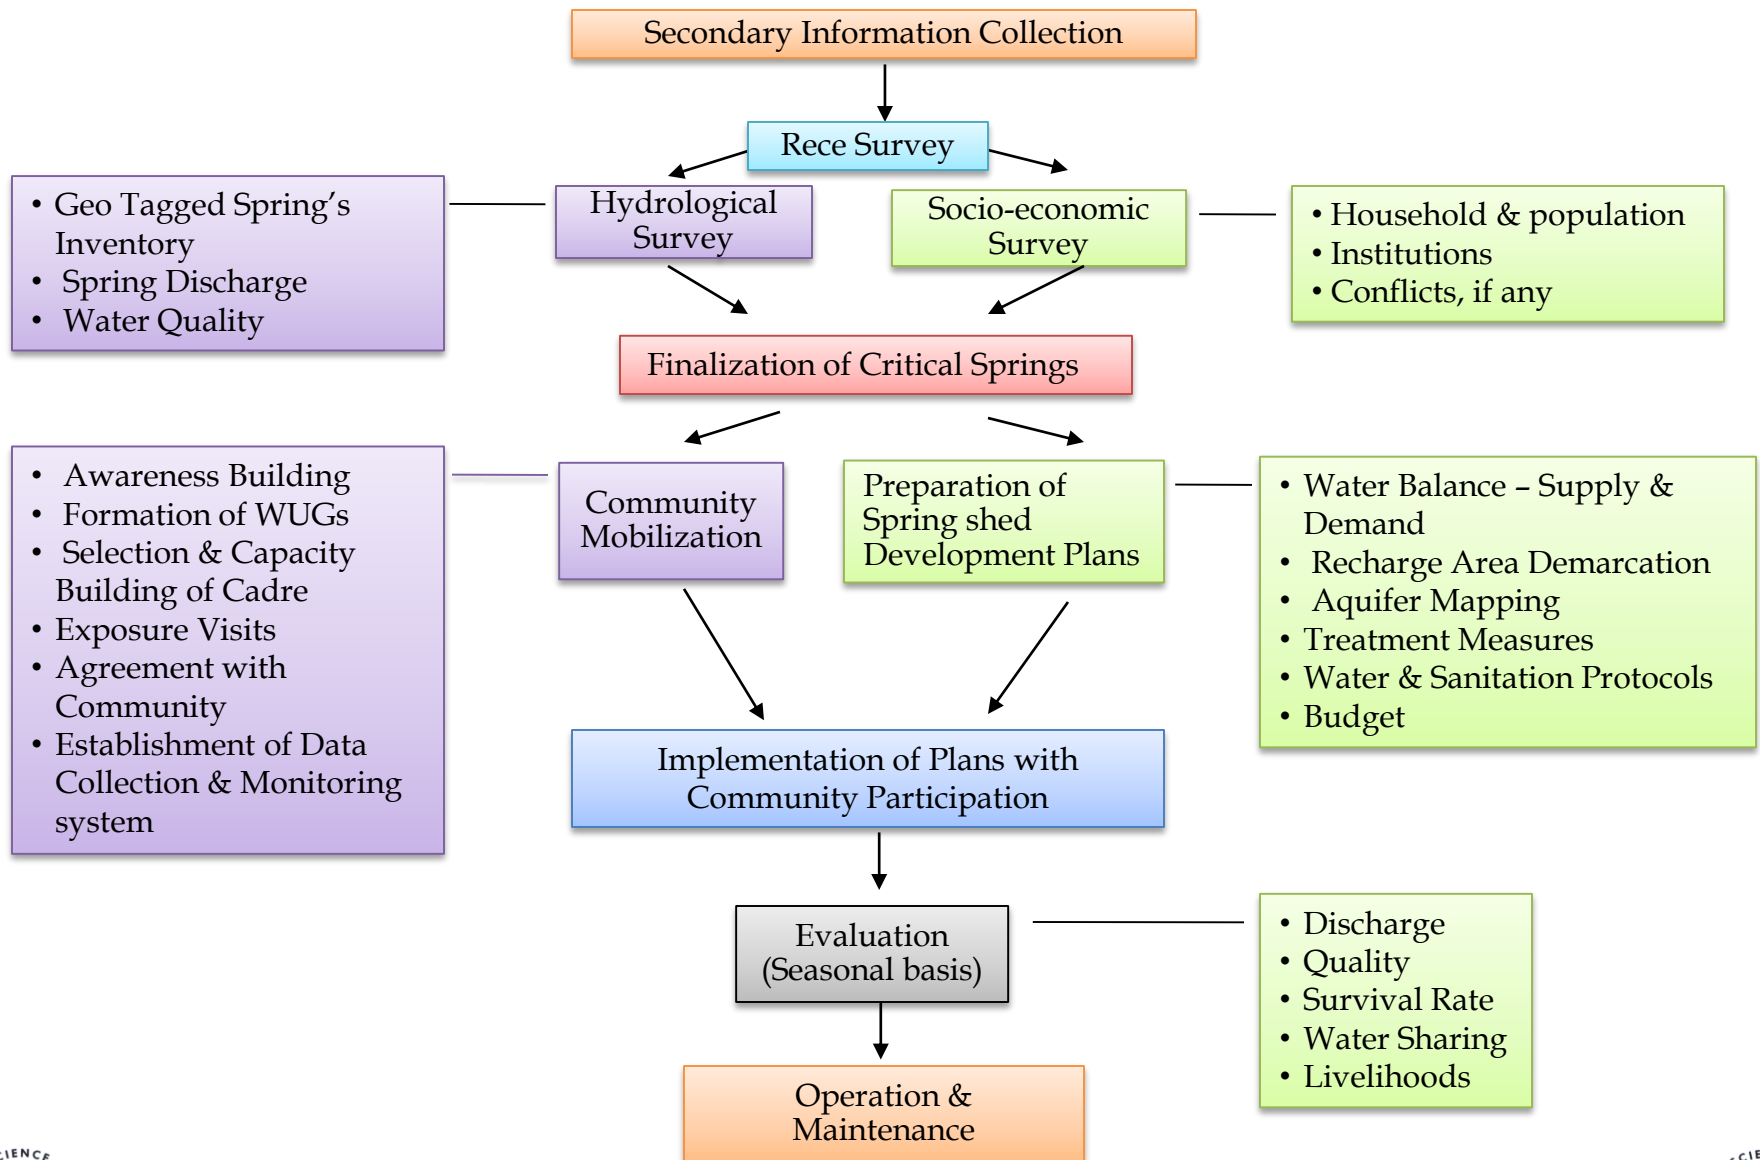 Secondary Information Collection
Rece Survey
• Geo Tagged Spring's
Inventory
• Spring Discharge
• Water Quality
Hydrological
Survey
Socio-economic
Survey
• Household & population
• Institutions
• Conflicts, if any
Finalization of Critical Springs
• Awareness Building
• Formation of WUGs
• Selection & Capacity
Building of Cadre
• Exposure Visits
• Agreement with
Community
• Establishment of Data
Collection & Monitoring
system
Community
Mobilization
Preparation of
Spring shed
Development Plans
• Water Balance – Supply &
Demand
• Recharge Area Demarcation
• Aquifer Mapping
• Treatment Measures
• Water & Sanitation Protocols
• Budget
Implementation of Plans with
Community Participation
Evaluation
(Seasonal basis)
• Discharge
• Quality
• Survival Rate
• Water Sharing
• Livelihoods
Operation &
Maintenance